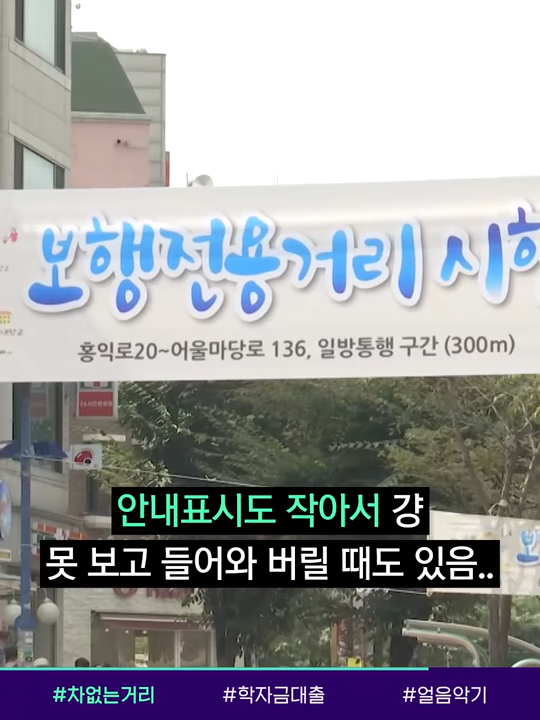 보행전용거리 시
홍익로20~어울마당로 136, 일방통행 구간 (300m)
안내표시도 작아서 걍
못 보고 들어와 버릴 때도 있음..
#차없는거리 #학자금대출 #얼음악기